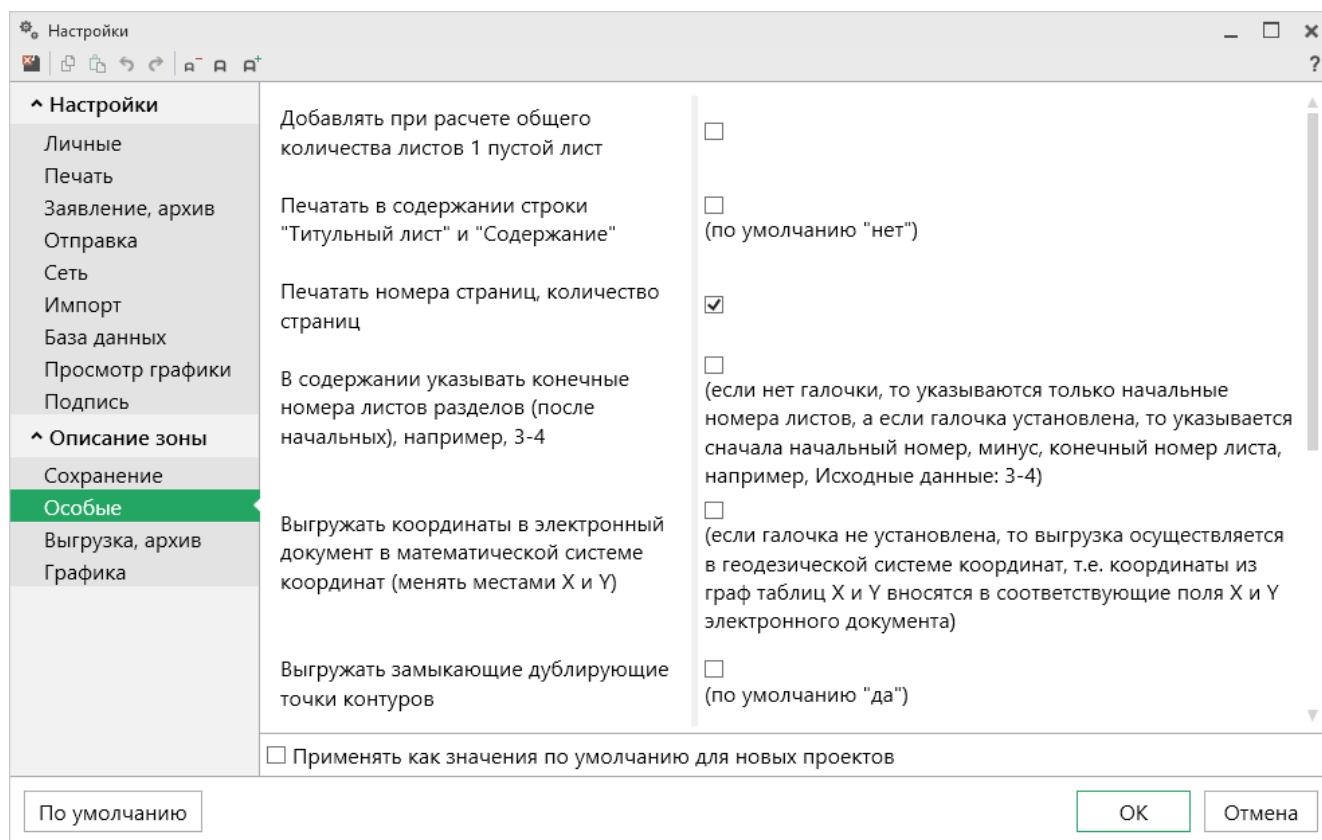 Настройки
?
Настройки
Личные
Печать
Заявление, архив
Отправка
Сеть
Импорт
База данных
Просмотр графики
Подпись
Описание зоны
Сохранение
Особые
Выгрузка, архив
Графика
Добавлять при расчете общего
количества листов 1 пустой лист
Печатать в содержании строки
"Титульный лист" и "Содержание"
(по умолчанию "нет")
Печатать номера страниц, количество
страниц
В содержании указывать конечные
номера листов разделов (после
начальных), например, 3-4
(если нет галочки, то указываются только начальные
номера листов, а если галочка установлена, то указывается
сначала начальный номер, минус, конечный номер листа,
например, Исходные данные: 3-4)
Выгружать координаты в электронный
документ в математической системе
координат (менять местами X и Y)
(если галочка не установлена, то выгрузка осуществляется
в геодезической системе координат, т.е. координаты из
граф таблиц X и Y вносятся в соответствующие поля X и Y
электронного документа)
Выгружать замыкающие дублирующие
точки контуров
(по умолчанию "да")
Применять как значения по умолчанию для новых проектов
По умолчанию
ОК
Отмена